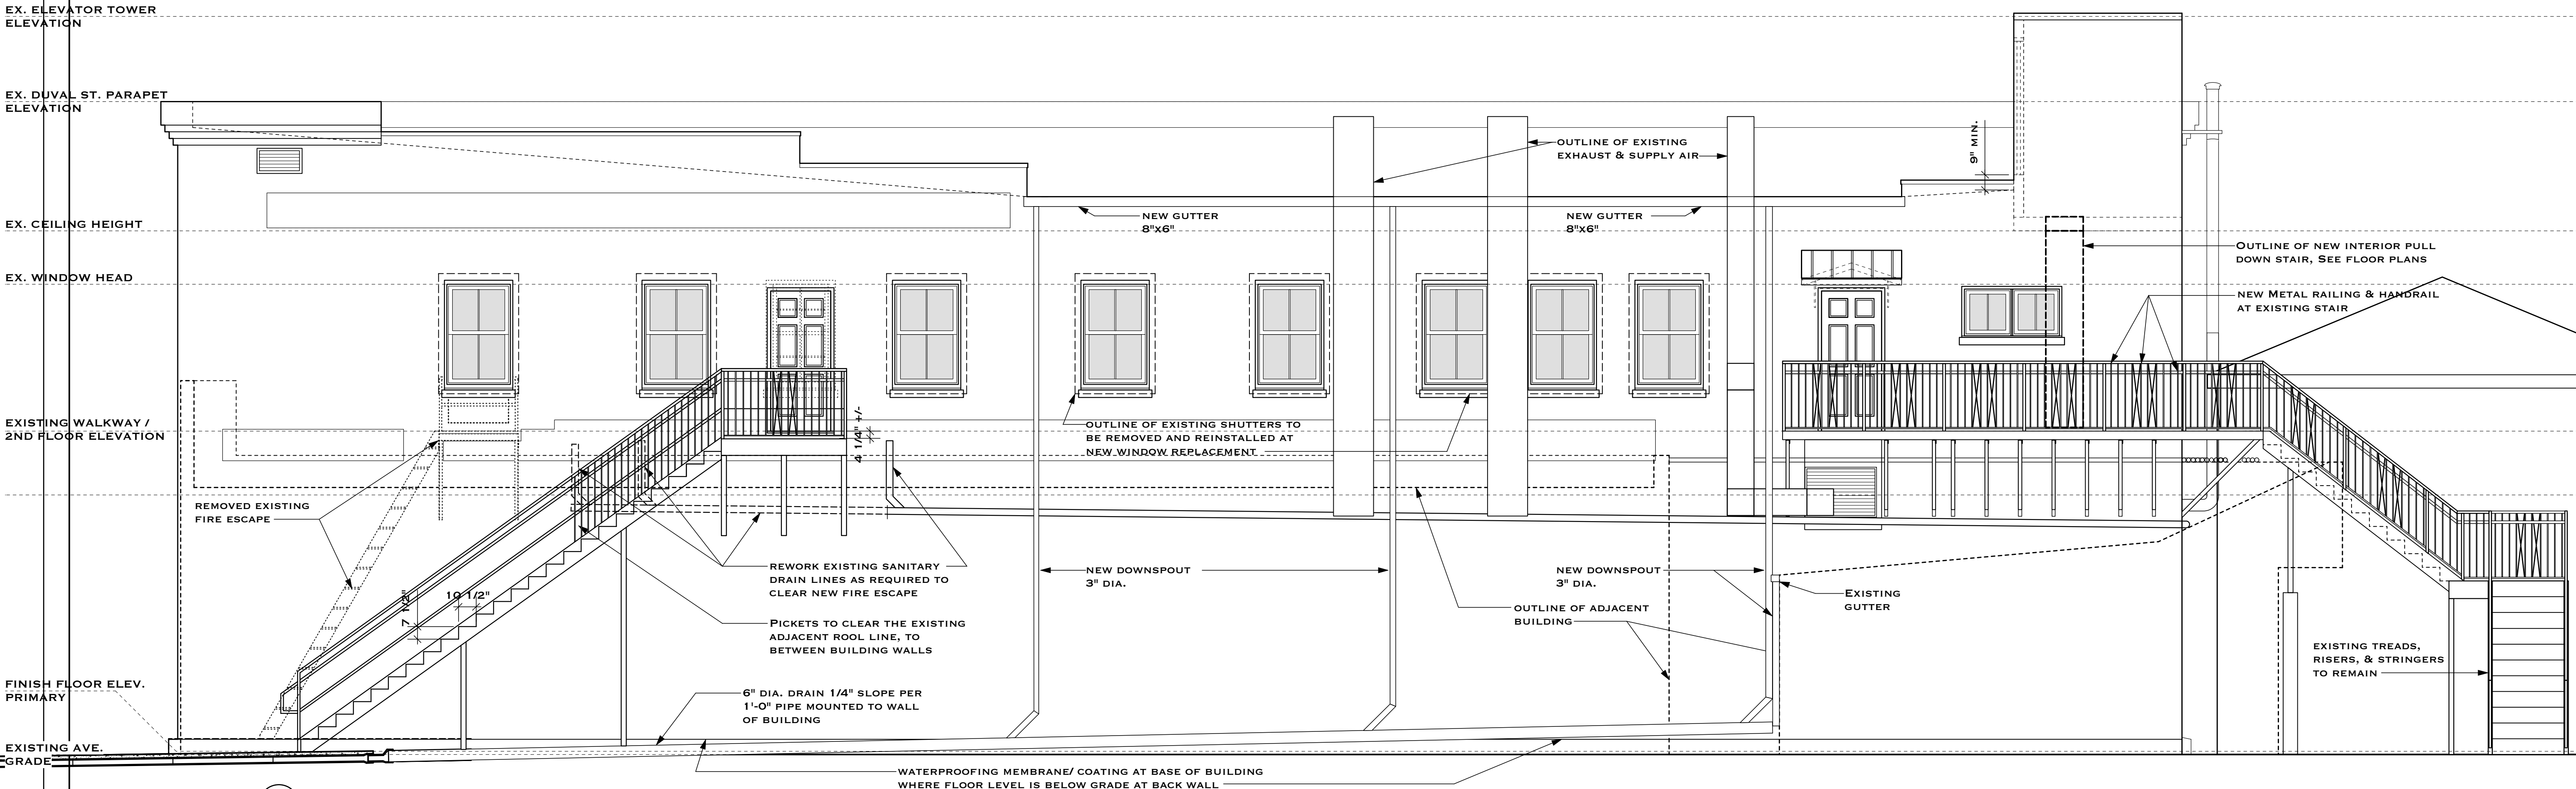 EX. ELEVATOR TOWER
ELEVATION
EX. DUVAL ST. PARAPET
ELEVATION
EX. CEILING HEIGHT
EX. WINDOW HEAD
EXISTING WALKWAY /
2ND FLOOR ELEVATION
FINISH FLOOR ELEV.
PRIMARY
EXISTING AVE.
GRADE
OUTLINE OF EXISTING
EXHAUST & SUPPLY AIR
9" MIN.
NEW GUTTER
8"x6"
NEW GUTTER
8"x6"
OUTLINE OF NEW INTERIOR PULL
DOWN STAIR, SEE FLOOR PLANS
NEW METAL RAILING & HANDRAIL
AT EXISTING STAIR
4 1/4" +/-
OUTLINE OF EXISTING SHUTTERS TO
BE REMOVED AND REINSTALLED AT
NEW WINDOW REPLACEMENT
REMOVED EXISTING
FIRE ESCAPE
7 1/2"
10 1/2"
REWORK EXISTING SANITARY
DRAIN LINES AS REQUIRED TO
CLEAR NEW FIRE ESCAPE
PICKETS TO CLEAR THE EXISTING
ADJACENT ROOL LINE, TO
BETWEEN BUILDING WALLS
NEW DOWNSPOUT
3" DIA.
NEW DOWNSPOUT
3" DIA.
OUTLINE OF ADJACENT
BUILDING
EXISTING
GUTTER
EXISTING TREADS,
RISERS, & STRINGERS
TO REMAIN
6" DIA. DRAIN 1/4" SLOPE PER
1'-0" PIPE MOUNTED TO WALL
OF BUILDING
WATERPROOFING MEMBRANE/ COATING AT BASE OF BUILDING
WHERE FLOOR LEVEL IS BELOW GRADE AT BACK WALL